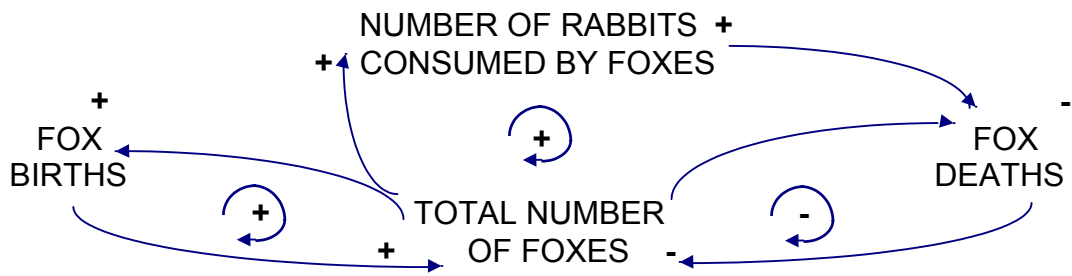 NUMBER OF RABBITS +
+ CONSUMED BY FOXES
+
-
FOX
BIRTHS
+
FOX
DEATHS
+
-
TOTAL NUMBER
OF FOXES
+
-